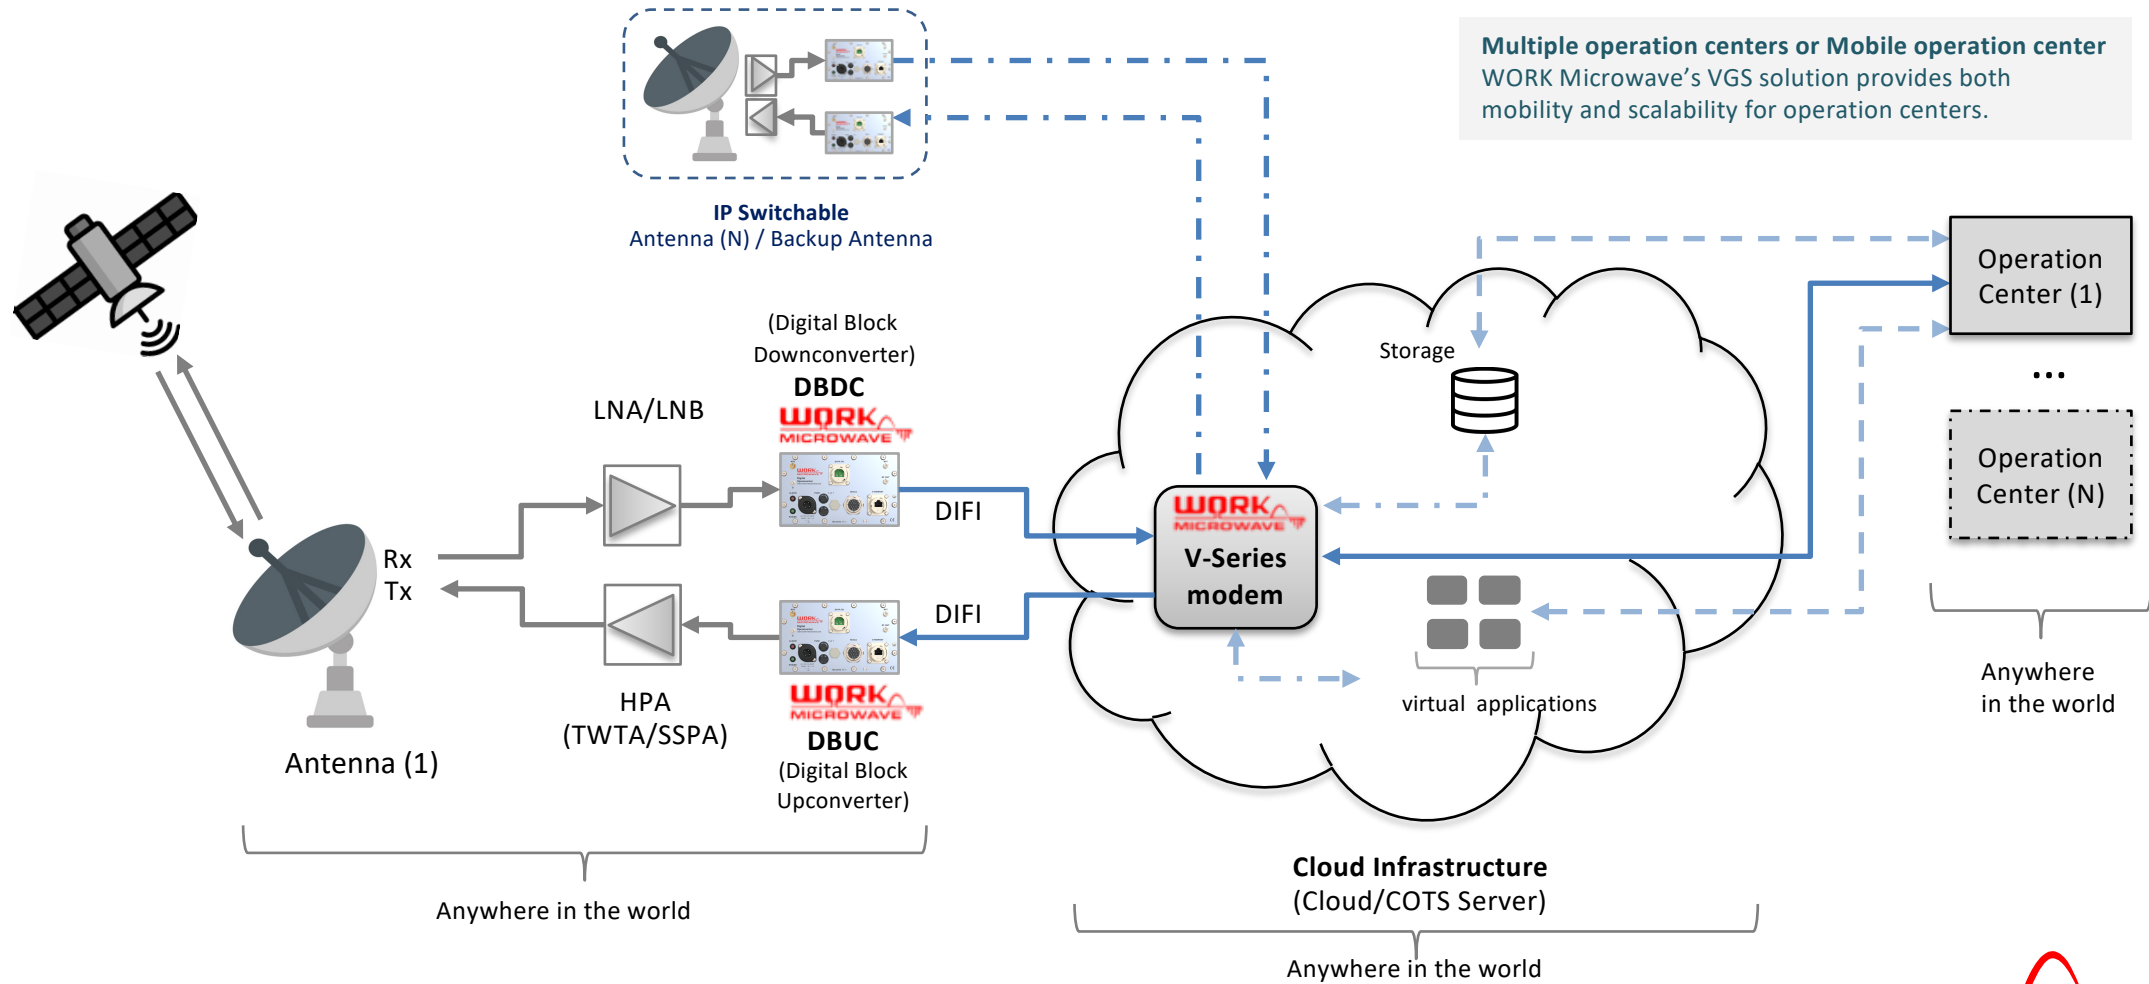 Multiple operation centers or Mobile operation center
WORK Microwave’s VGS solution provides both
mobility and scalability for operation centers.
IP Switchable
Antenna (N) / Backup Antenna
(Digital Block
Downconverter)
DBDC
WORK
MICROWAVE
LNA/LNB
DIFI
Rx
Tx
DIFI
HPA
(TWTA/SSPA)
WORK
MICROWAVE
DBUC
(Digital Block
Upconverter)
Antenna (1)
Anywhere in the world
Storage
WORK
MICROWAVE
V-Series
modem
virtual applications
Cloud Infrastructure
(Cloud/COTS Server)
Anywhere in the world
Operation
Center (1)
...
Operation
Center (N)
Anywhere
in the world